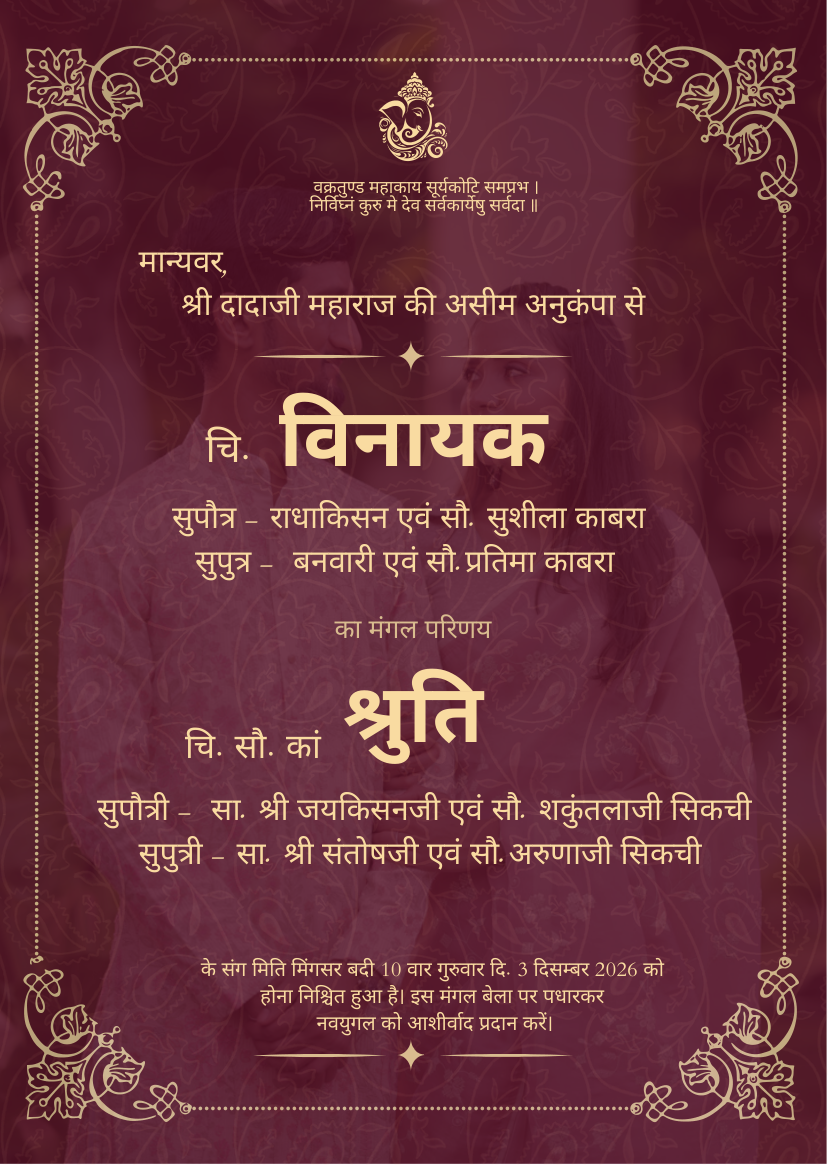 वक्रतुण्ड महाकाय सूर्यकोटि समप्रभ ।
निर्विघ्नं कुरु मे देव सर्वकार्येषु सर्वदा ॥
मान्यवर,
श्री दादाजी महाराज की असीम अनुकंपा से
चि. विनायक
सुपौत्र – राधाकिसन एवं सौ. सुशीला काबरा
सुपुत्र – बनवारी एवं सौ. प्रतिमा काबरा
का मंगल परिणय
चि. सौ. कां श्रुति
सुपौत्री – सा. श्री जयकिसनजी एवं सौ. शकुंतलाजी सिकची
सुपुत्री – सा. श्री संतोषजी एवं सौ. अरुणाजी सिकची
के संग मिति मिंगसर बदी 10 वार गुरुवार दि. 3 दिसम्बर 2026 को
होना निश्चित हुआ है। इस मंगल बेला पर पधारकर
नवयुगल को आशीर्वाद प्रदान करें।